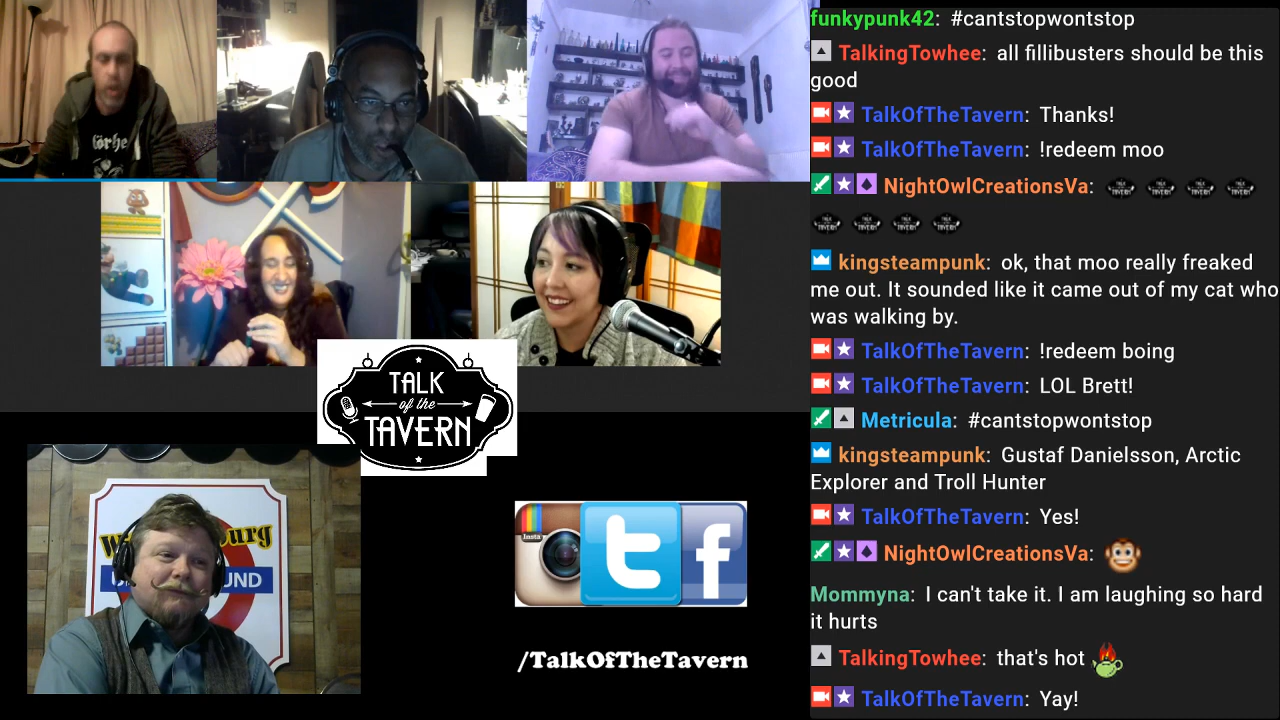 funkypunk42: #cantstopwontstop
TalkingTowhee: all fillibusters should be this
good
TalkOfTheTavern: Thanks!
TalkOfTheTavern: !redeem moo
NightOwlCreationsVa:
kingsteampunk: ok, that moo really freaked
me out. It sounded like it came out of my cat who
was walking by.
TalkOfTheTavern: !redeem boing
TalkOfTheTavern: LOL Brett!
Metricula: #cantstopwontstop
kingsteampunk: Gustaf Danielsson, Arctic
Explorer and Troll Hunter
TalkOfTheTavern: Yes!
NightOwlCreationsVa:
Mommyna: I can't take it. I am laughing so hard
it hurts
TalkingTowhee: that's hot
TalkOfTheTavern: Yay!
TALK
of the
TAVERN
Insta
/TalkOfTheTavern